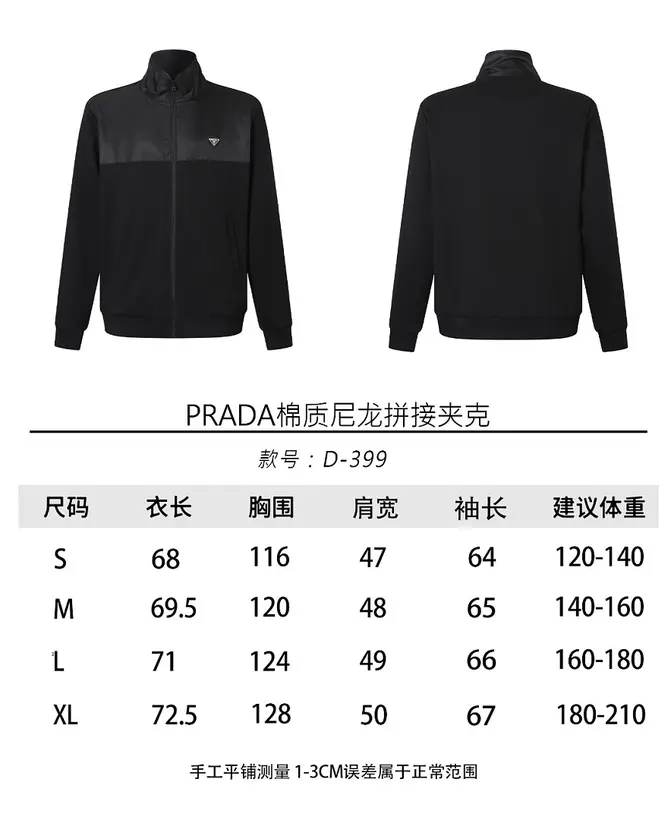 PRADA棉质尼龙拼接夹克
款号：D-399
尺码 衣长 胸围 肩宽 袖长 建议体重
S 68 116 47 64 120-140
M 69.5 120 48 65 140-160
L 71 124 49 66 160-180
XL 72.5 128 50 67 180-210
手工平铺测量 1-3CM误差属于正常范围